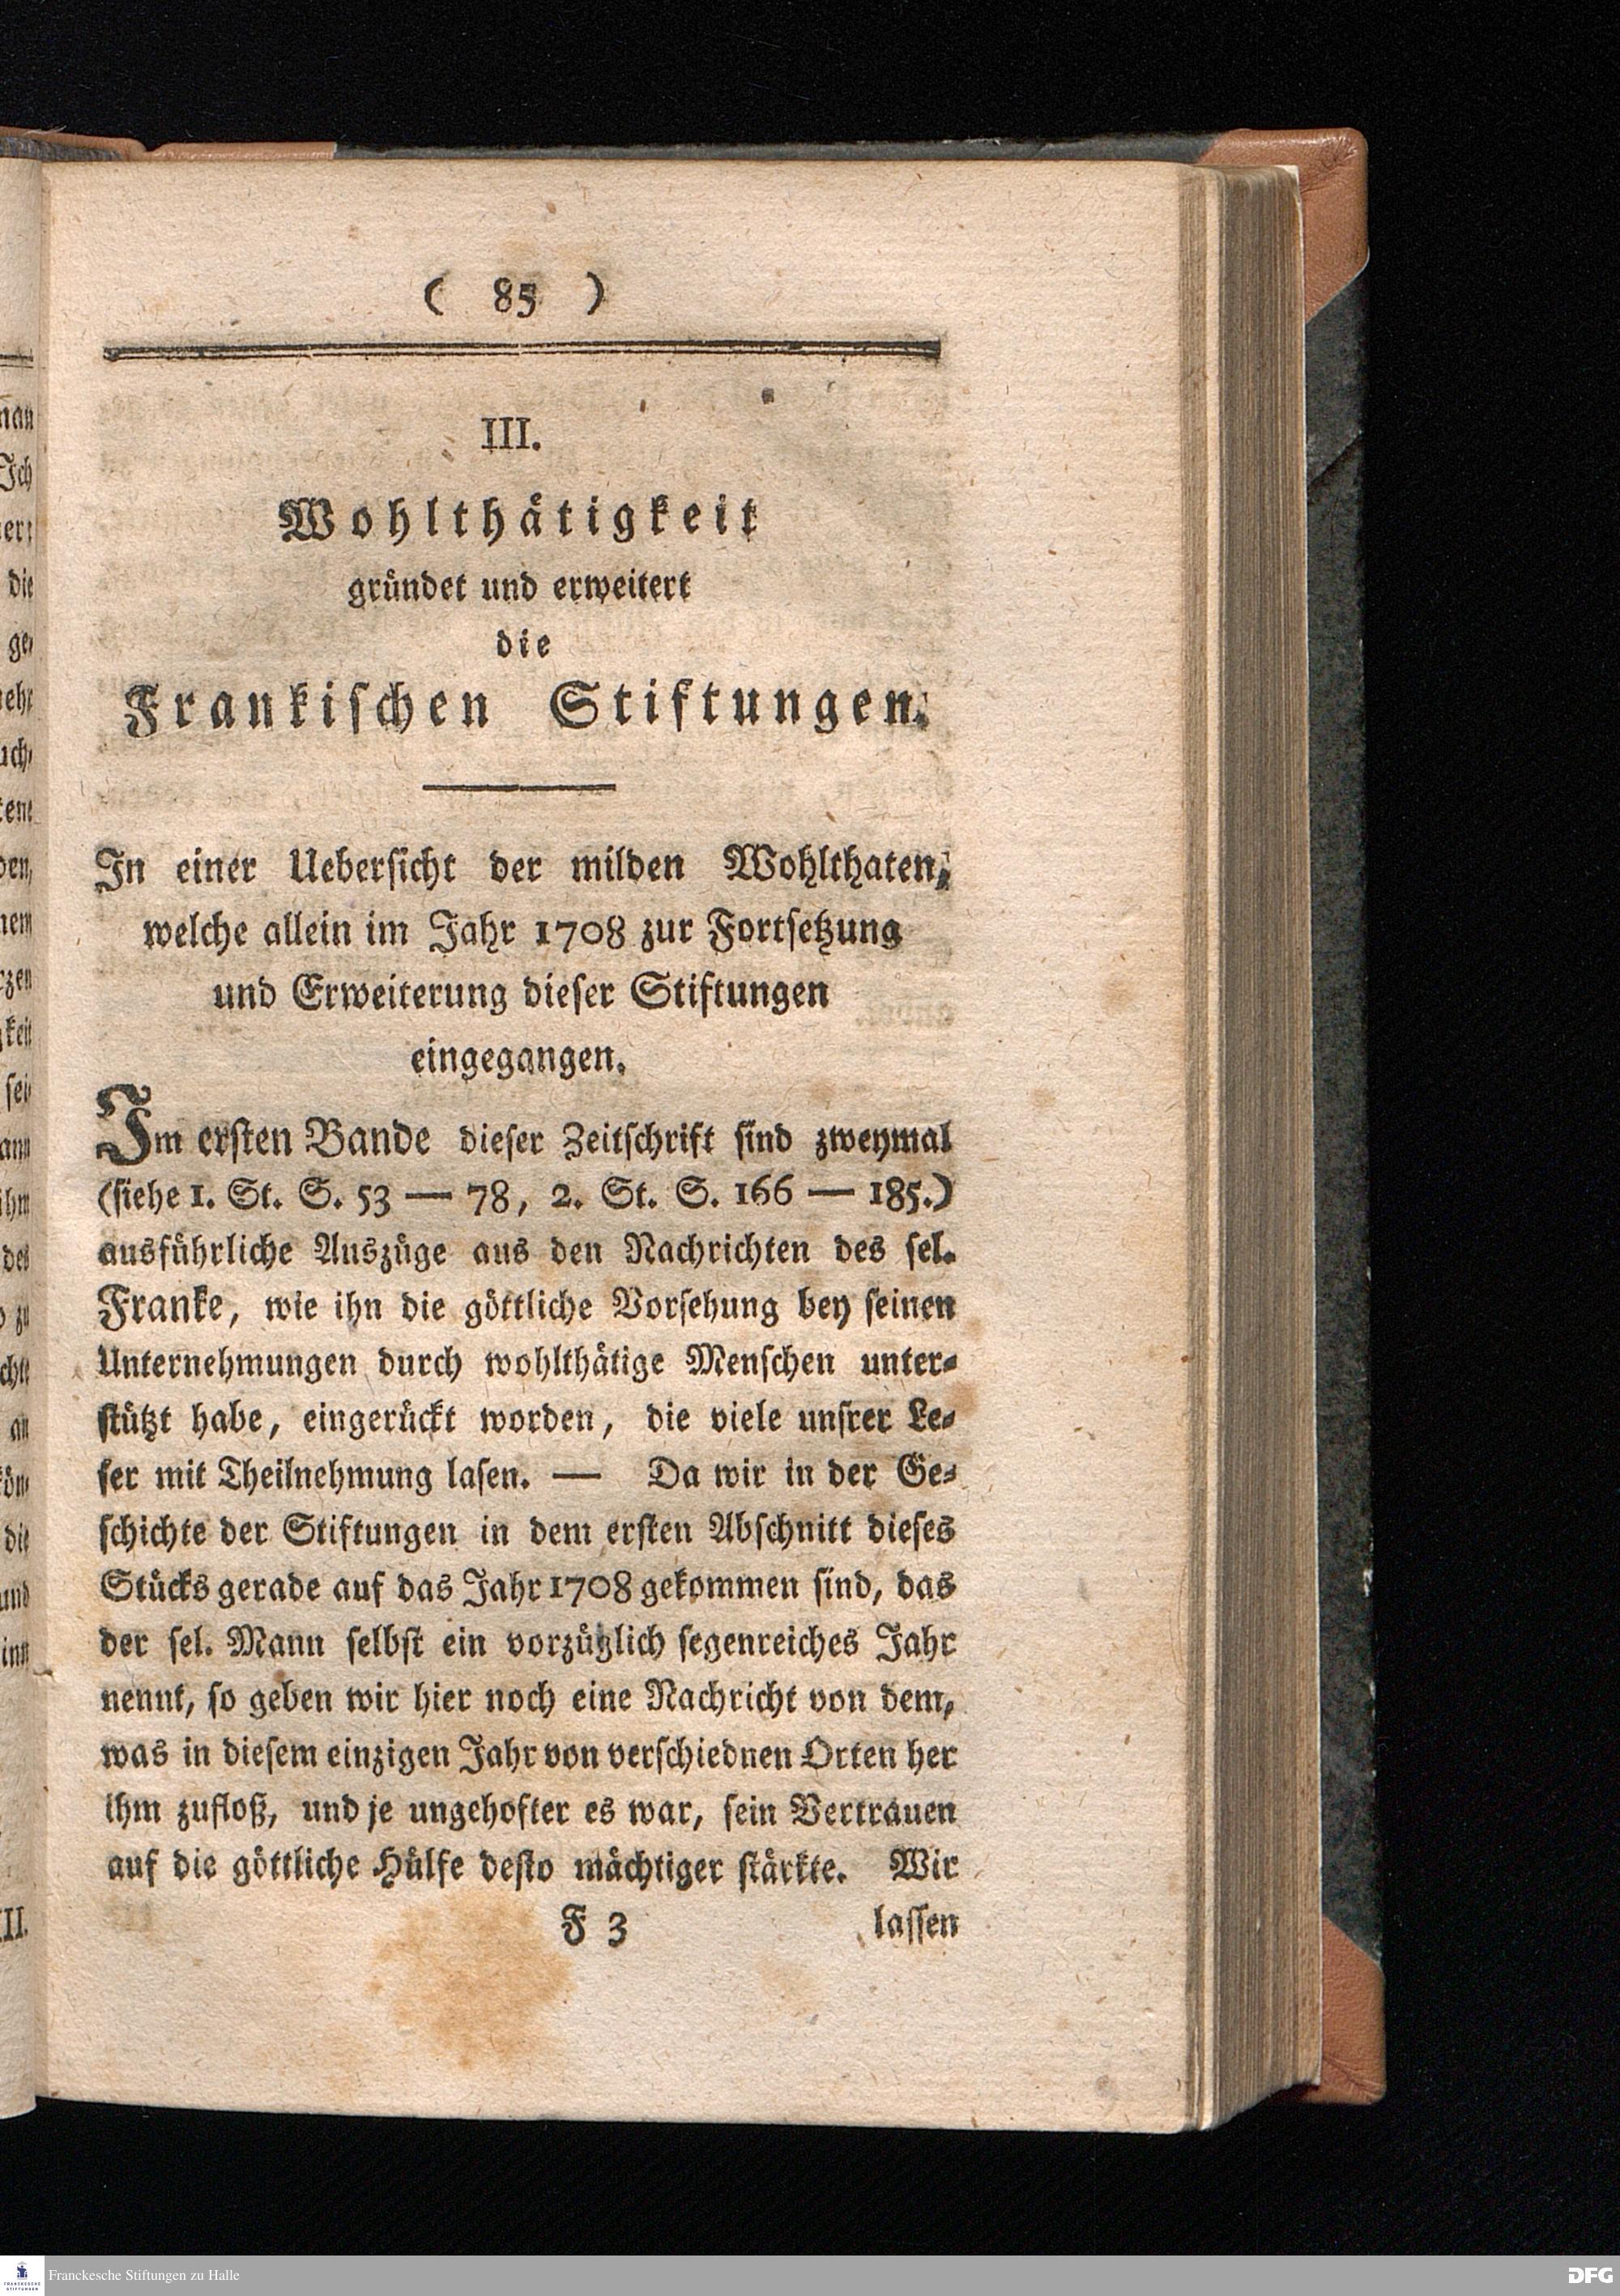 ( 85 )
III.
Wohlthätigkeit
gründet und erweitert
die
Frankischen Stiftungen.
In einer Uebersicht der milden Wohlthaten,
welche allein im Jahr 1708 zur Fortsetzung
und Erweiterung dieser Stiftungen
eingegangen.
Im ersten Bande dieser Zeitschrift sind zweymal
(siehe 1. St. S. 53 — 78, 2. St. S. 166 — 185.)
ausführliche Auszüge aus den Nachrichten des sel.
Franke, wie ihn die göttliche Vorsehung bey seinen
Unternehmungen durch wohlthätige Menschen unter-
stützt habe, eingerückt worden, die viele unsrer Le-
ser mit Theilnehmung lasen. — Da wir in der Ge-
schichte der Stiftungen in dem ersten Abschnitt dieses
Stücks gerade auf das Jahr 1708 gekommen sind, das
der sel. Mann selbst ein vorzüglich segenreiches Jahr
nennt, so geben wir hier noch eine Nachricht von dem,
was in diesem einzigen Jahr von verschiednen Orten her
ihm zufloß, und je ungehofter es war, sein Vertrauen
auf die göttliche Hülfe desto mächtiger stärkte. Wir
F 3 lassen
Franckesche Stiftungen zu Halle
DFG